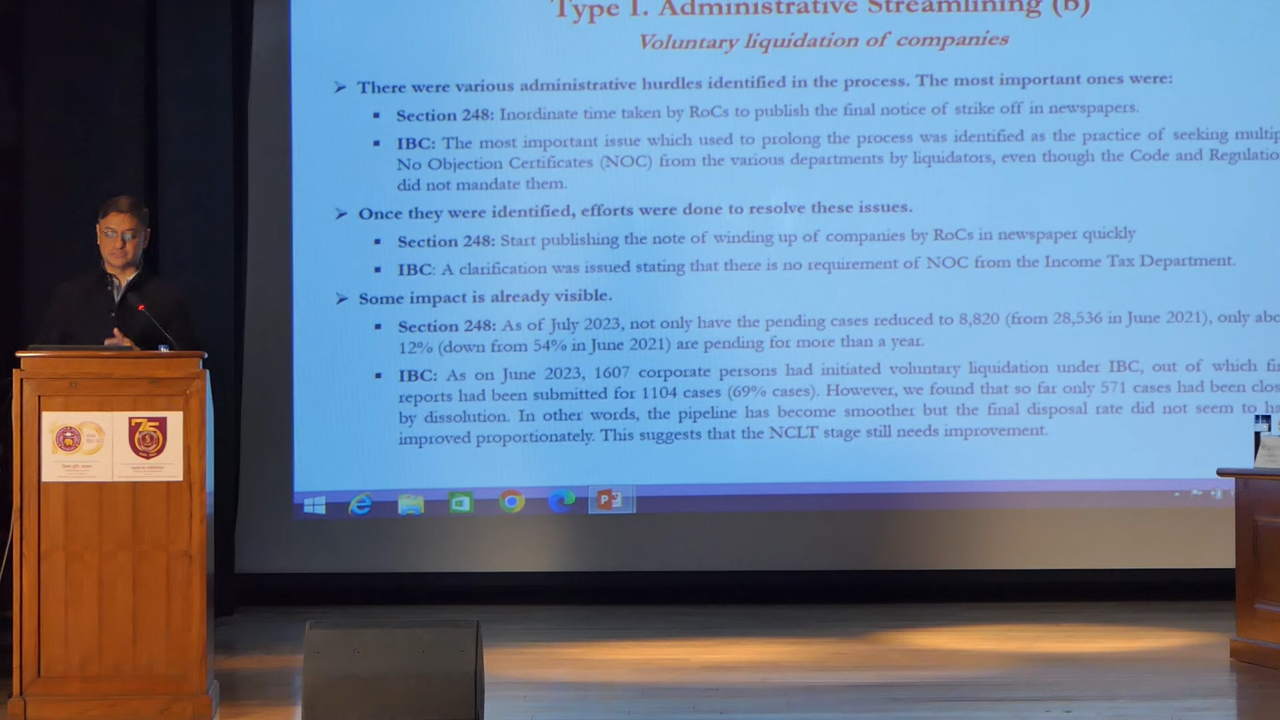 Type I. Administrative Streamlining (b)
Voluntary liquidation of companies
➢ There were various administrative hurdles identified in the process. The most important ones were:
▪ Section 248: Inordinate time taken by RoCs to publish the final notice of strike off in newspapers.
▪ IBC: The most important issue which used to prolong the process was identified as the practice of seeking multip
No Objection Certificates (NOC) from the various departments by liquidators, even though the Code and Regulatio
did not mandate them.
➢ Once they were identified, efforts were done to resolve these issues.
▪ Section 248: Start publishing the note of winding up of companies by RoCs in newspaper quickly
▪ IBC: A clarification was issued stating that there is no requirement of NOC from the Income Tax Department.
➢ Some impact is already visible.
▪ Section 248: As of July 2023, not only have the pending cases reduced to 8,820 (from 28,536 in June 2021), only abo
12% (down from 54% in June 2021) are pending for more than a year.
▪ IBC: As on June 2023, 1607 corporate persons had initiated voluntary liquidation under IBC, out of which fi
reports had been submitted for 1104 cases (69% cases). However, we found that so far only 571 cases had been clos
by dissolution. In other words, the pipeline has become smoother but the final disposal rate did not seem to h
improved proportionately. This suggests that the NCLT stage still needs improvement.
75